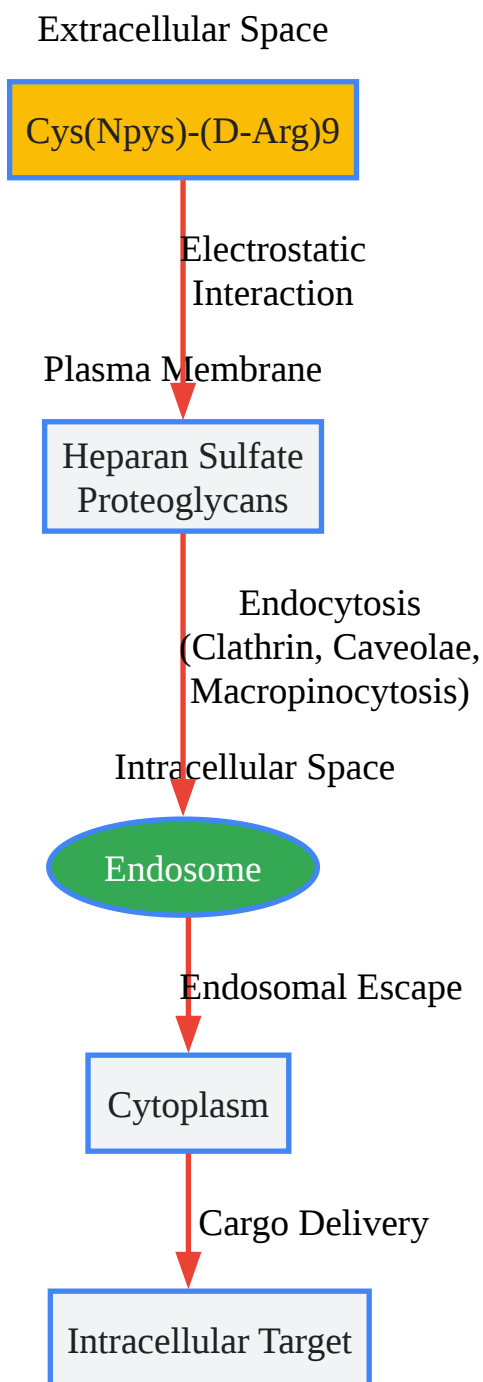 Extracellular Space
Cys(Npys)-(D-Arg)9
Electrostatic
Interaction
Plasma Membrane
Heparan Sulfate
Proteoglycans
Endocytosis
(Clathrin, Caveolae,
Macropinocytosis)
Intracellular Space
Endosome
Endosomal Escape
Cytoplasm
Cargo Delivery
Intracellular Target